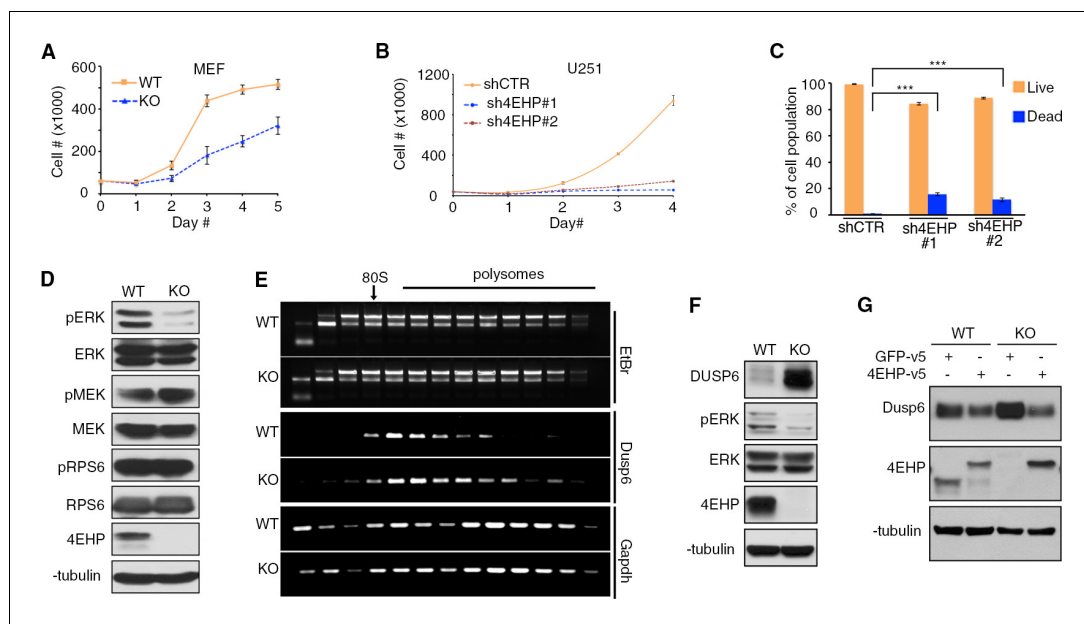 A
MEF
WT
KO
Cell # (x1000)
600
400
200
0
0 1 2 3 4 5
Day #
B
U251
shCTR
sh4EHP#1
sh4EHP#2
Cell # (x1000)
1200
800
400
0
0 1 2 3 4
Day#
C
***
***
Live
Dead
% of cell population
100
80
60
40
20
0
shCTR
sh4EHP
#1
sh4EHP
#2
D
WT KO
pERK
ERK
pMEK
MEK
pRPS6
RPS6
4EHP
-tubulin
E
80S
polysomes
WT
KO
EtBr
WT
KO
Dusp6
WT
KO
Gapdh
F
WT KO
DUSP6
pERK
ERK
4EHP
-tubulin
G
WT KO
GFP-v5 + - + -
4EHP-v5 - + - +
Dusp6
4EHP
-tubulin